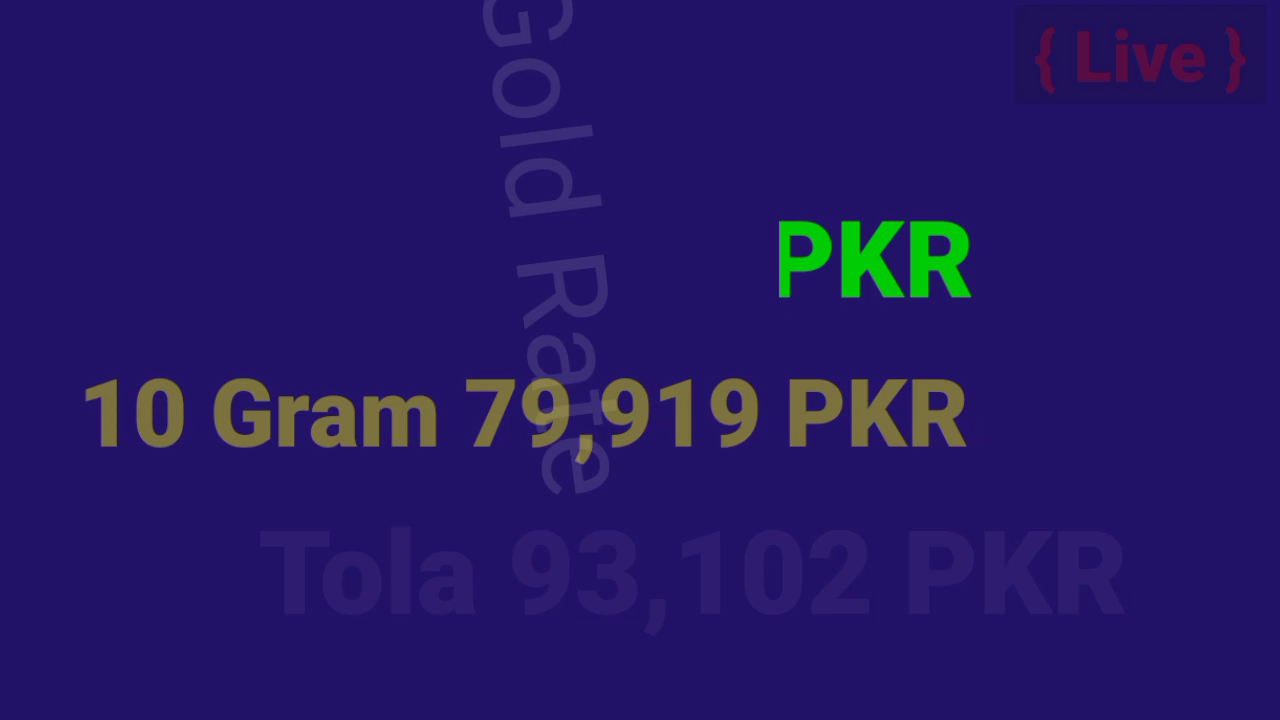 { Live }
Gold Rate
PKR
10 Gram 79,919 PKR
Tola 93,102 PKR